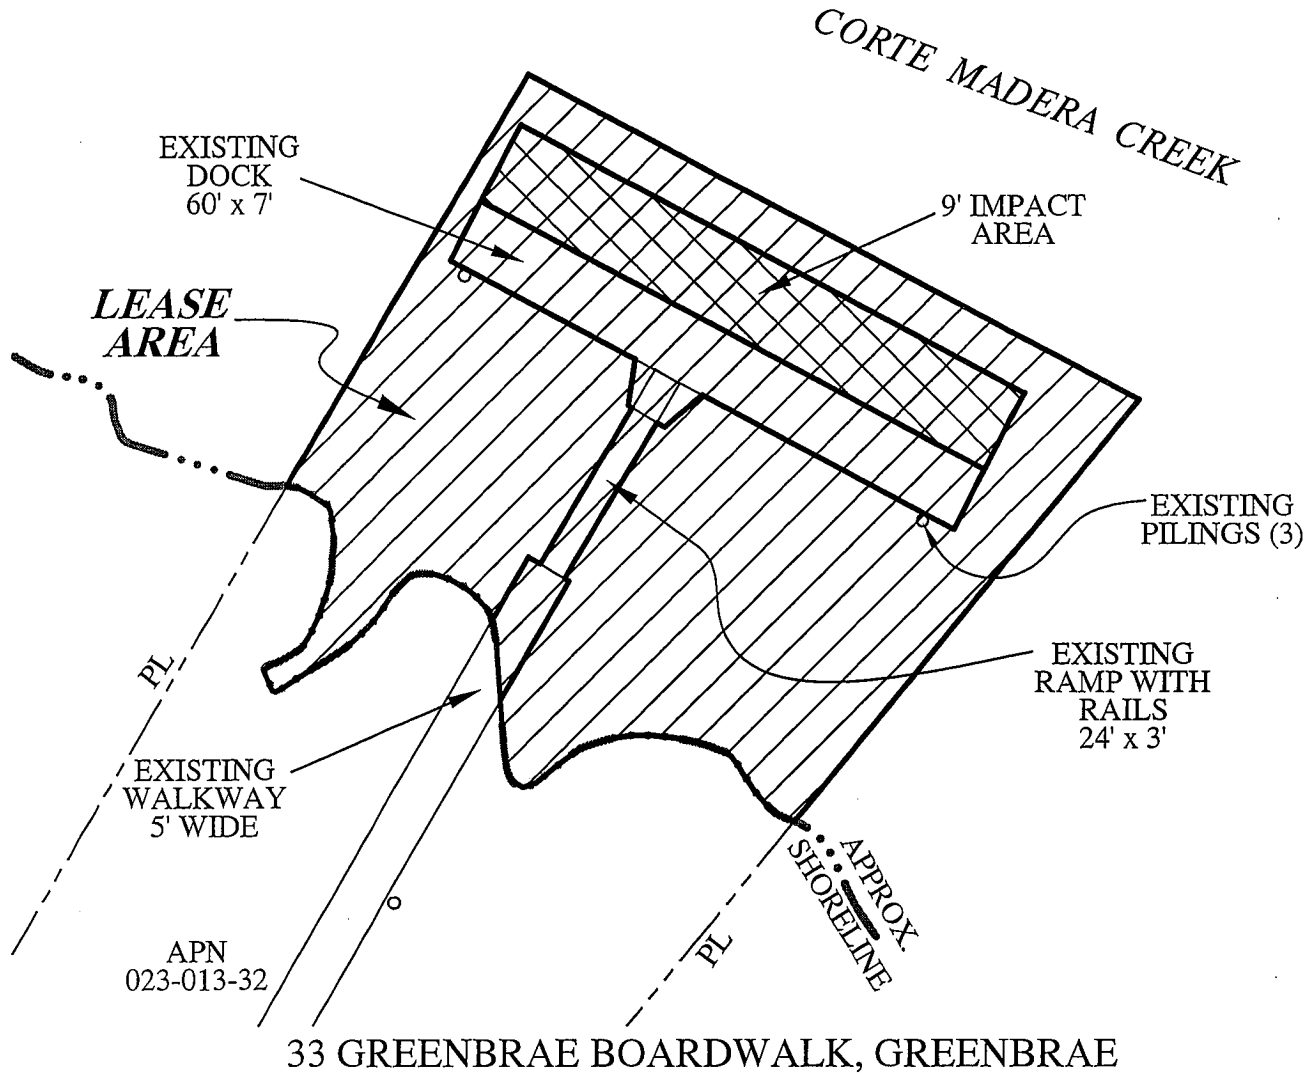 CORTE MADERA CREEK
EXISTING
DOCK
60' x 7'
9' IMPACT
AREA
LEASE
AREA
EXISTING
PILINGS (3)
EXISTING
RAMP WITH
RAILS
24' x 3'
PL
EXISTING
WALKWAY
5' WIDE
APPROX.
SHORELINE
PL
APN
023-013-32
33 GREENBRAE BOARDWALK, GREENBRAE